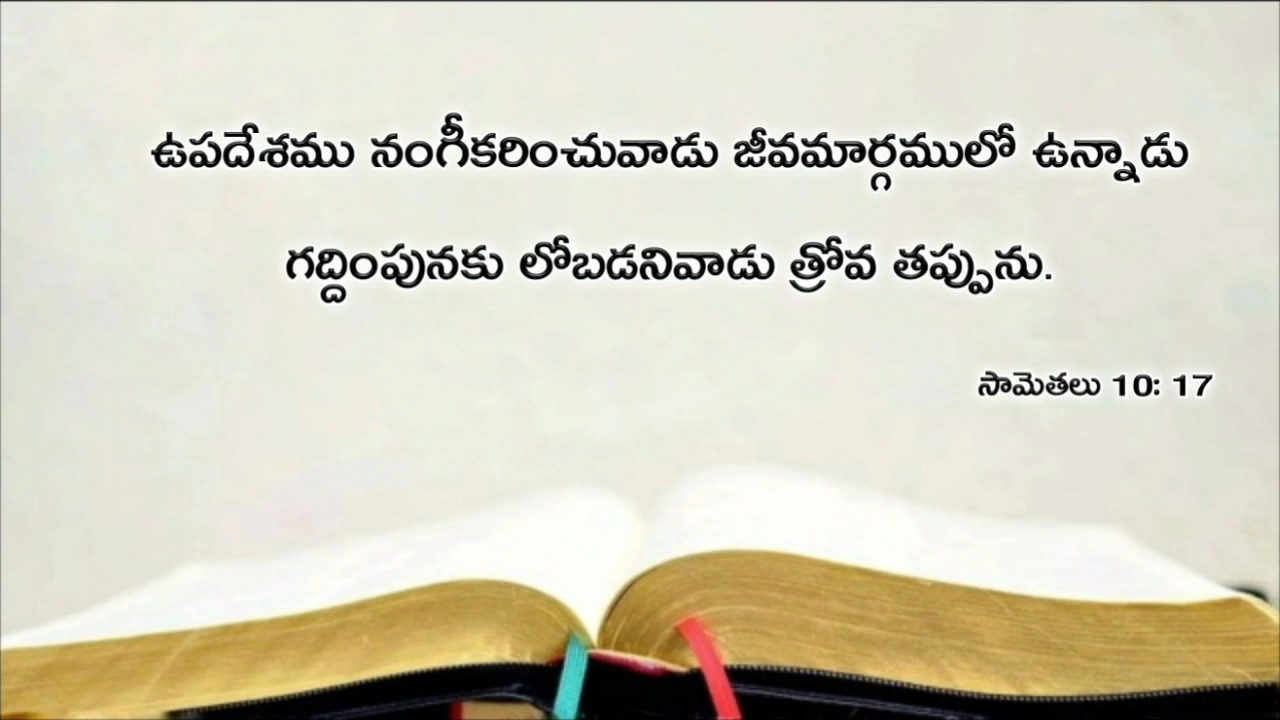 ఉపదేశము నంగీకరించువాడు జీవమార్గములో ఉన్నాడు
గద్దింపునకు లోబడనివాడు త్రోవ తప్పును.
సామెతలు 10: 17